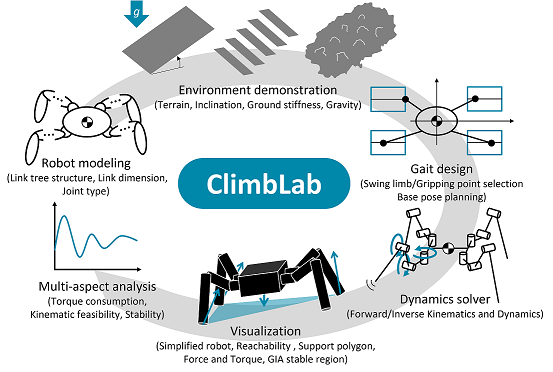 g
Environment demonstration
(Terrain, Inclination, Ground stiffness, Gravity)
Robot modeling
(Link tree structure, Link dimension,
Joint type)
ClimbLab
Gait design
(Swing limb/Gripping point selection
Base pose planning)
Multi-aspect analysis
(Torque consumption,
Kinematic feasibility, Stability)
Dynamics solver
(Forward/Inverse Kinematics and Dynamics)
Visualization
(Simplified robot, Reachability , Support polygon,
Force and Torque, GIA stable region)